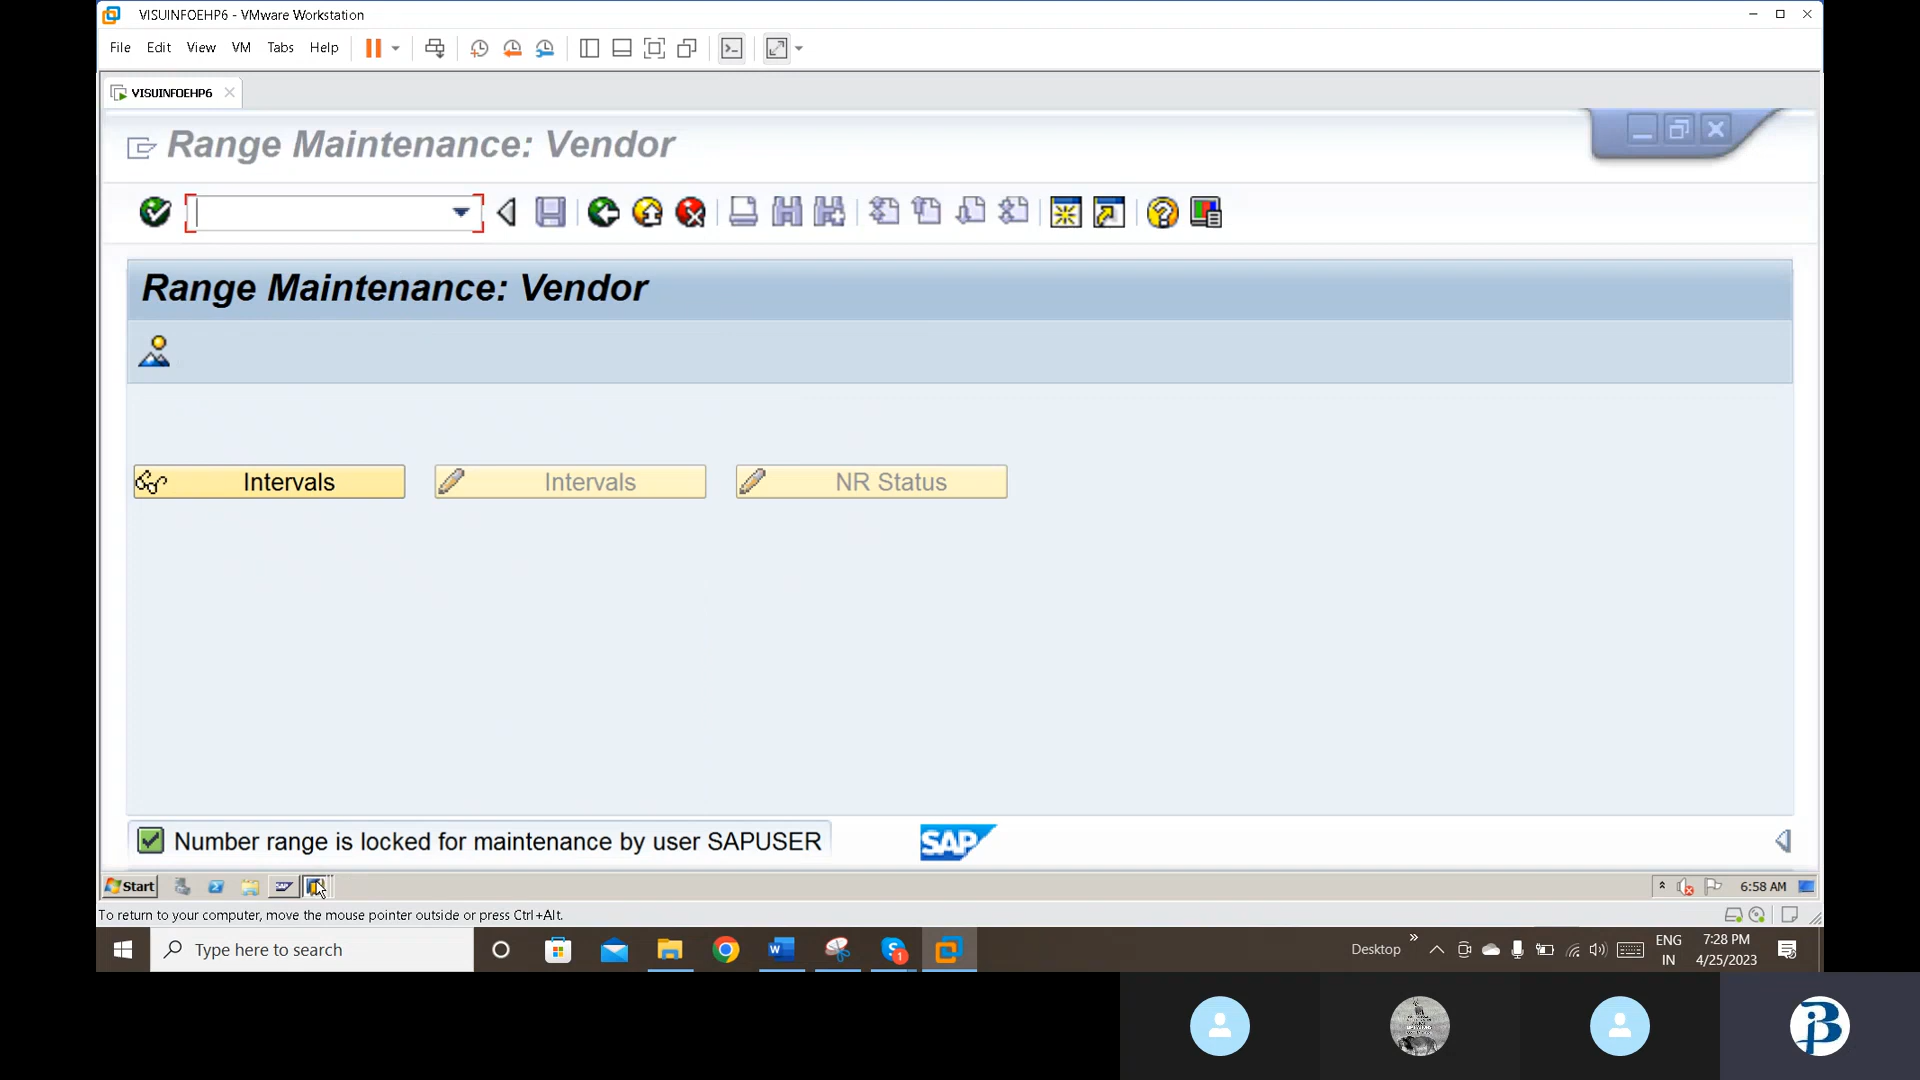 VISUINFOEHP6 - VMware Workstation
File Edit View VM Tabs Help
VISUINFOEHP6
Range Maintenance: Vendor
Range Maintenance: Vendor
Intervals Intervals NR Status
Number range is locked for maintenance by user SAPUSER
SAP
Start
6:58 AM
To return to your computer, move the mouse pointer outside or press Ctrl+Alt.
Type here to search
Desktop
ENG
IN
7:28 PM
4/25/2023